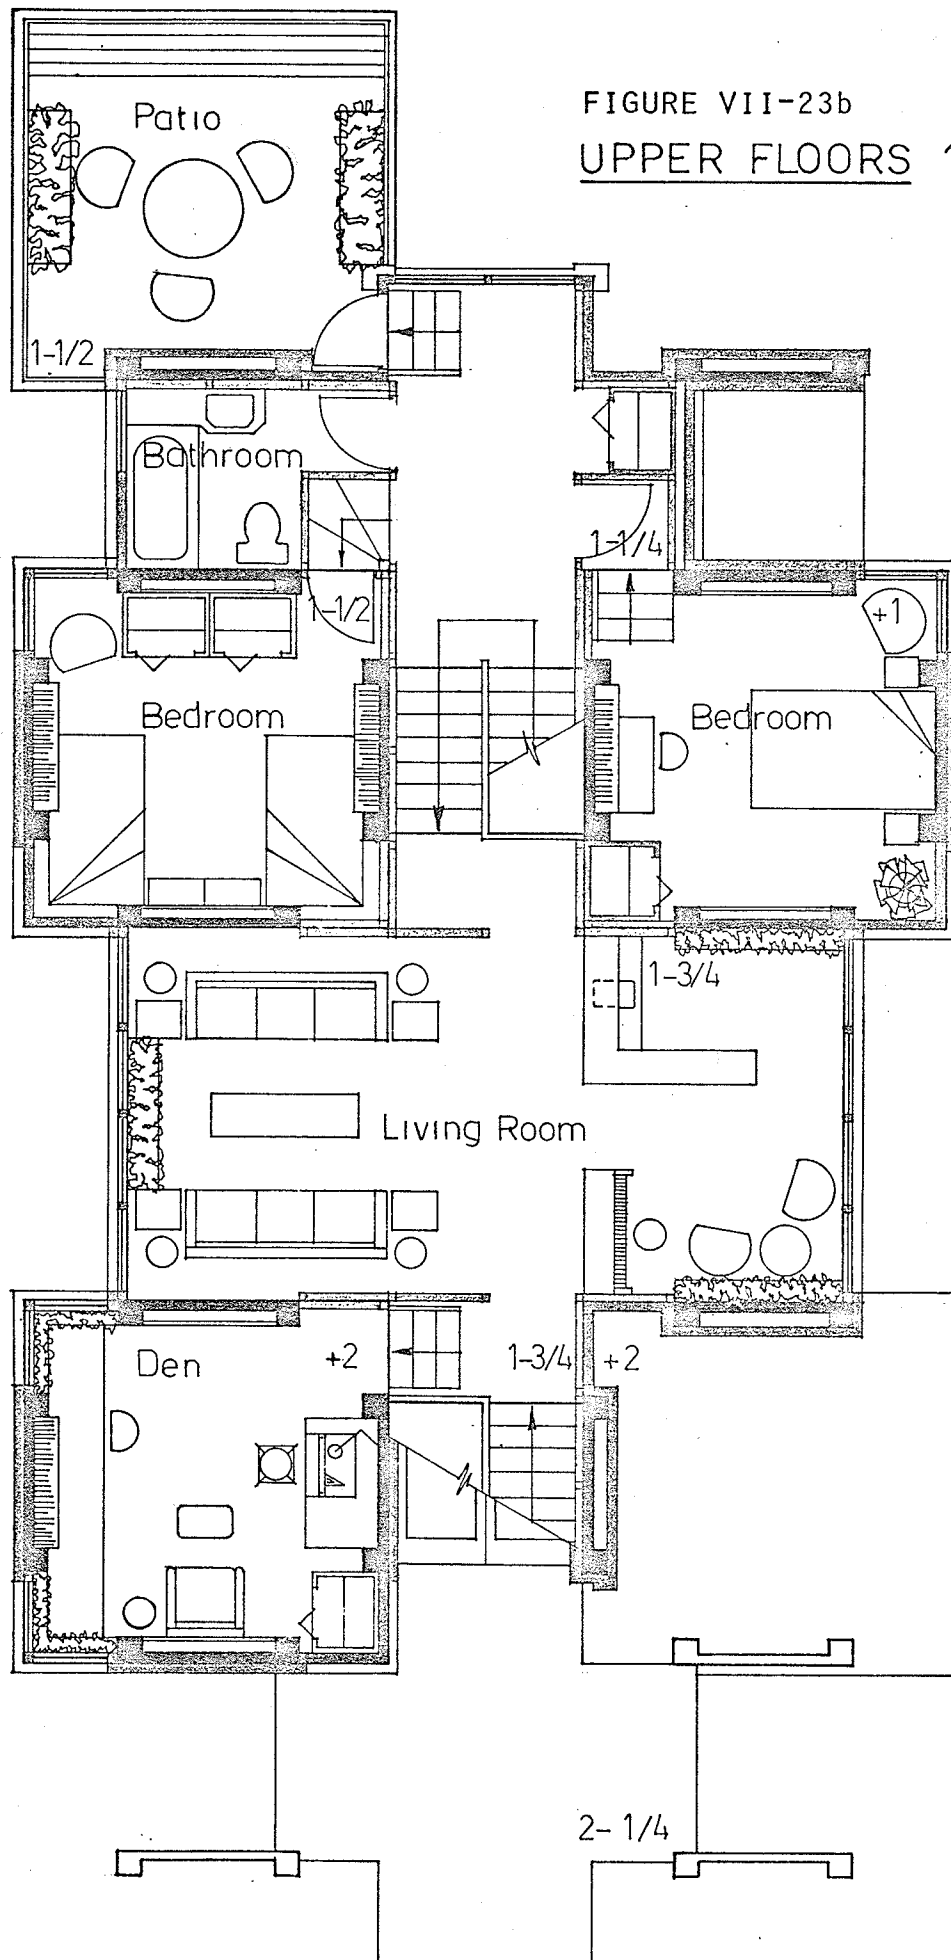 FIGURE VII-23b
UPPER FLOORS
Patio
1-1/2
Bathroom
1-1/4
1-1/2
+1
Bedroom
Bedroom
1-3/4
Living Room
Den
+2
1-3/4
+2
2-1/4